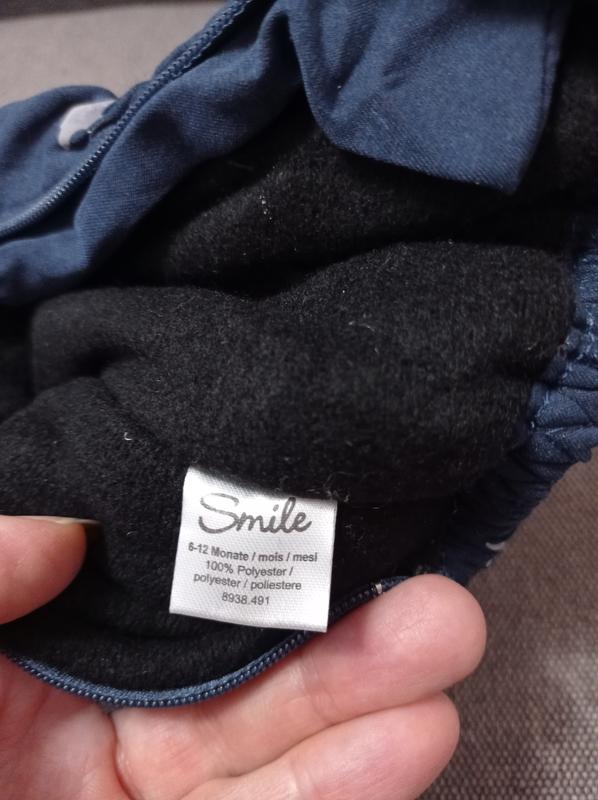 Smile
6-12 Monate / mois / mesi
100% Polyester /
polyester / poliestere
8938.491